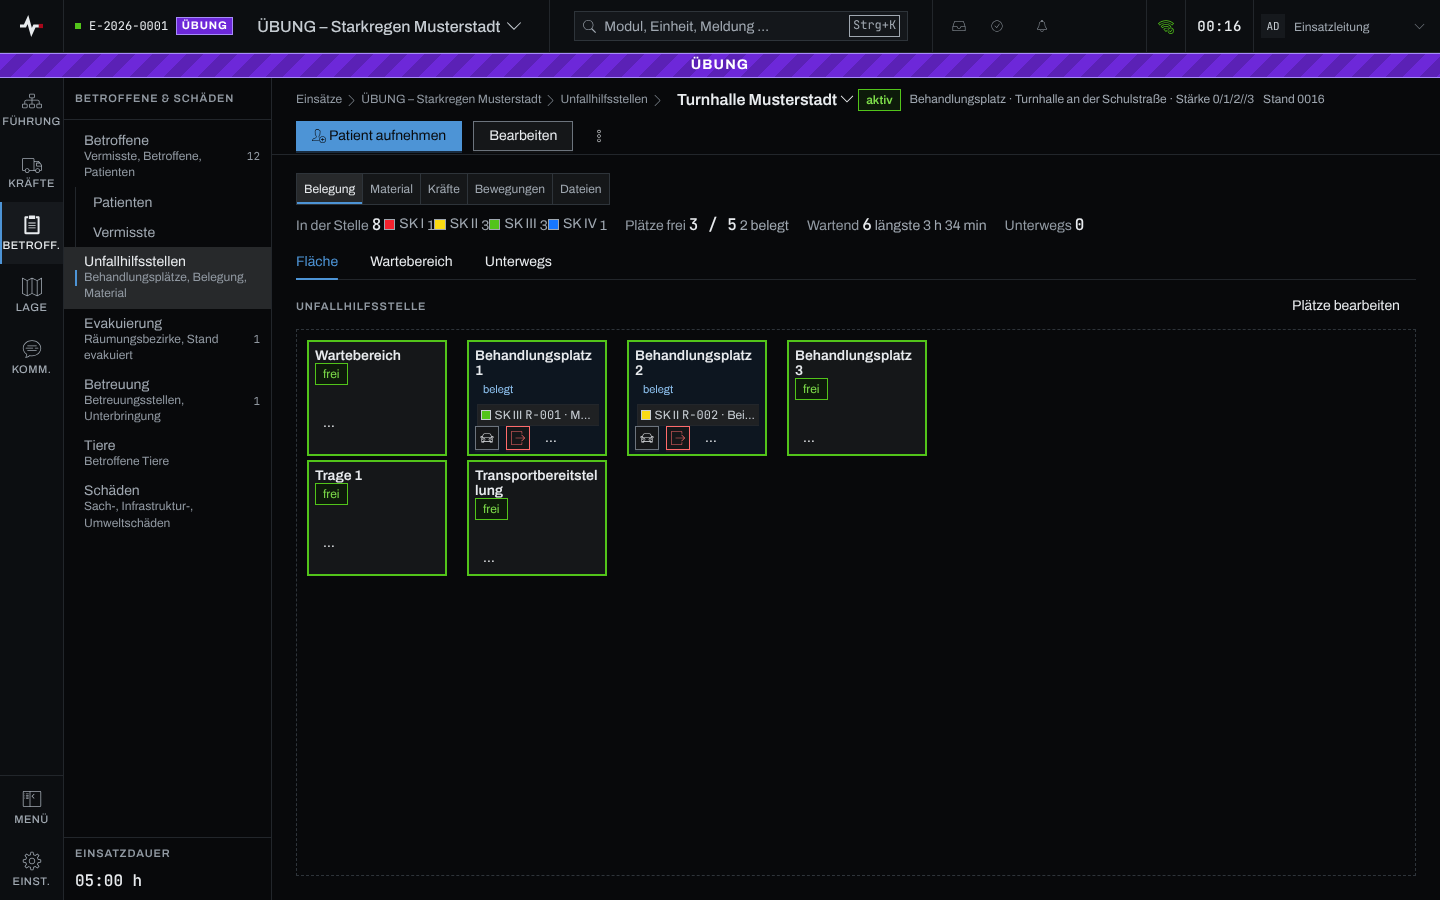 E-2026-0001 ÜBUNG ÜBUNG – Starkregen Musterstadt Modul, Einheit, Meldung ... Strg+K 00:16 AD Einsatzleitung
ÜBUNG
FÜHRUNG
KRÄFTE
BETROFF.
LAGE
KOMM.
MENÜ
EINST.
BETROFFENE & SCHÄDEN
Betroffene
Vermisste, Betroffene, 12
Patienten
Patienten
Vermisste
Unfallhilfsstellen
Behandlungsplätze, Belegung,
Material
Evakuierung
Räumungsbezirke, Stand 1
evakuiert
Betreuung
Betreuungsstellen, 1
Unterbringung
Tiere
Betroffene Tiere
Schäden
Sach-, Infrastruktur-,
Umweltschäden
EINSATZDAUER
05:00 h
Einsätze ÜBUNG – Starkregen Musterstadt Unfallhilfsstellen Turnhalle Musterstadt aktiv Behandlungsplatz · Turnhalle an der Schulstraße · Stärke 0/1/2//3 Stand 0016
Patient aufnehmen Bearbeiten
Belegung Material Kräfte Bewegungen Dateien
In der Stelle 8 SK I 1 SK II 3 SK III 3 SK IV 1 Plätze frei 3 / 5 2 belegt Wartend 6 längste 3 h 34 min Unterwegs 0
Fläche Wartebereich Unterwegs
UNFALLHILFSSTELLE Plätze bearbeiten
Wartebereich
frei
...
Behandlungsplatz
1
belegt
SK III R-001 · M...
...
Behandlungsplatz
2
belegt
SK II R-002 · Bei...
...
Behandlungsplatz
3
frei
...
Trage 1
frei
...
Transportbereitstel
lung
frei
...